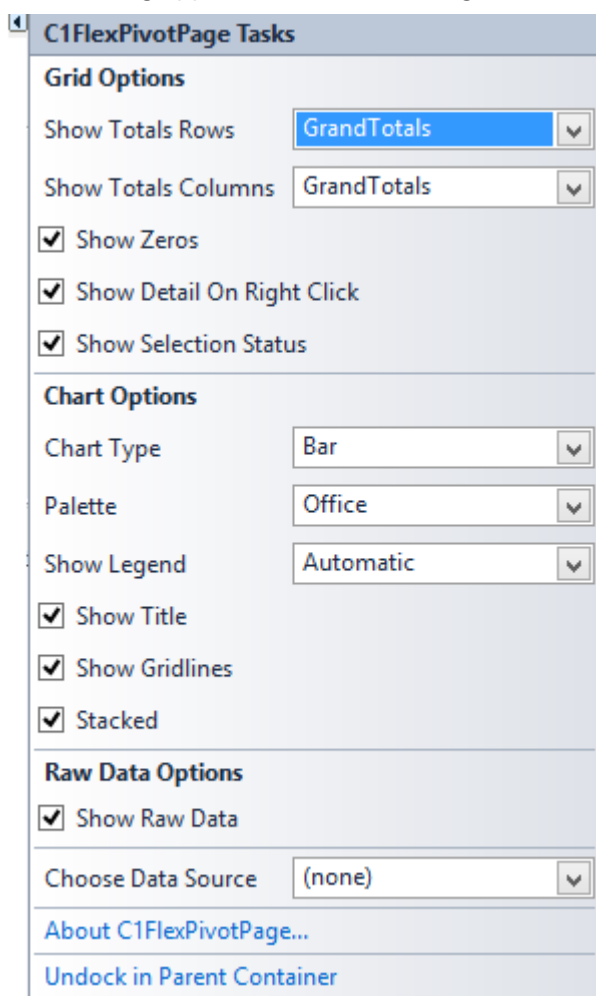 C1FlexPivotPage Tasks
Grid Options
Show Totals Rows GrandTotals
Show Totals Columns GrandTotals
Show Zeros
Show Detail On Right Click
Show Selection Status
Chart Options
Chart Type Bar
Palette Office
Show Legend Automatic
Show Title
Show Gridlines
Stacked
Raw Data Options
Show Raw Data
Choose Data Source (none)
About C1FlexPivotPage...
Undock in Parent Container